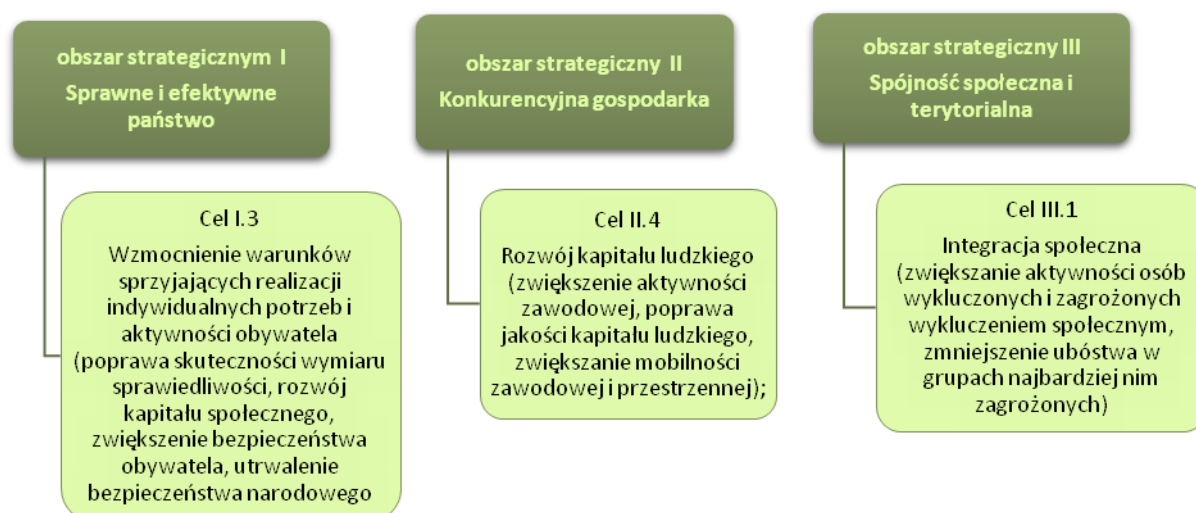 obszar strategicznym I
Sprawne i efektywne
państwo
Cel I.3
Wzmocnienie warunków
sprzyjających realizacji
indywidualnych potrzeb i
aktywności obywatela
(poprawa skuteczności wymiaru
sprawiedliwości, rozwój
kapitału społecznego,
zwiększenie bezpieczeństwa
obywatela, utrwalenie
bezpieczeństwa narodowego
obszar strategiczny II
Konkurencyjna gospodarka
Cel II.4
Rozwój kapitału ludzkiego
(zwiększenie aktywności
zawodowej, poprawa
jakości kapitału ludzkiego,
zwiększanie mobilności
zawodowej i przestrzennej);
obszar strategiczny III
Spójność społeczna i
terytorialna
Cel III.1
Integracja społeczna
(zwiększanie aktywności osób
wykluczonych i zagrożonych
wykluczeniem społecznym,
zmniejszenie ubóstwa w
grupach najbardziej nim
zagrożonych)